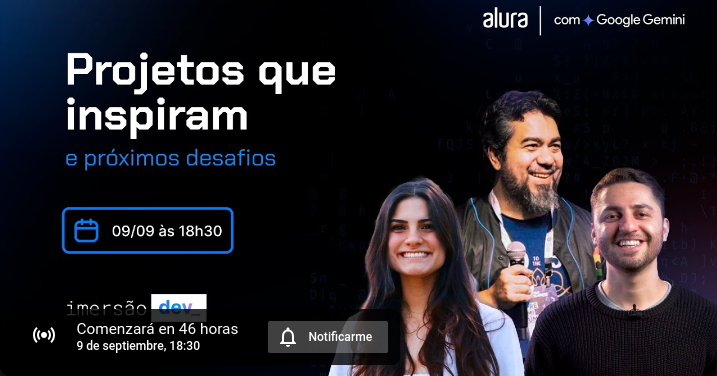 alura
com Google Gemini
Projetos que
inspiram
e próximos desafios
09/09 às 18h30
imersão dev_
Comenzará en 46 horas
9 de septiembre, 18:30
Notificarme